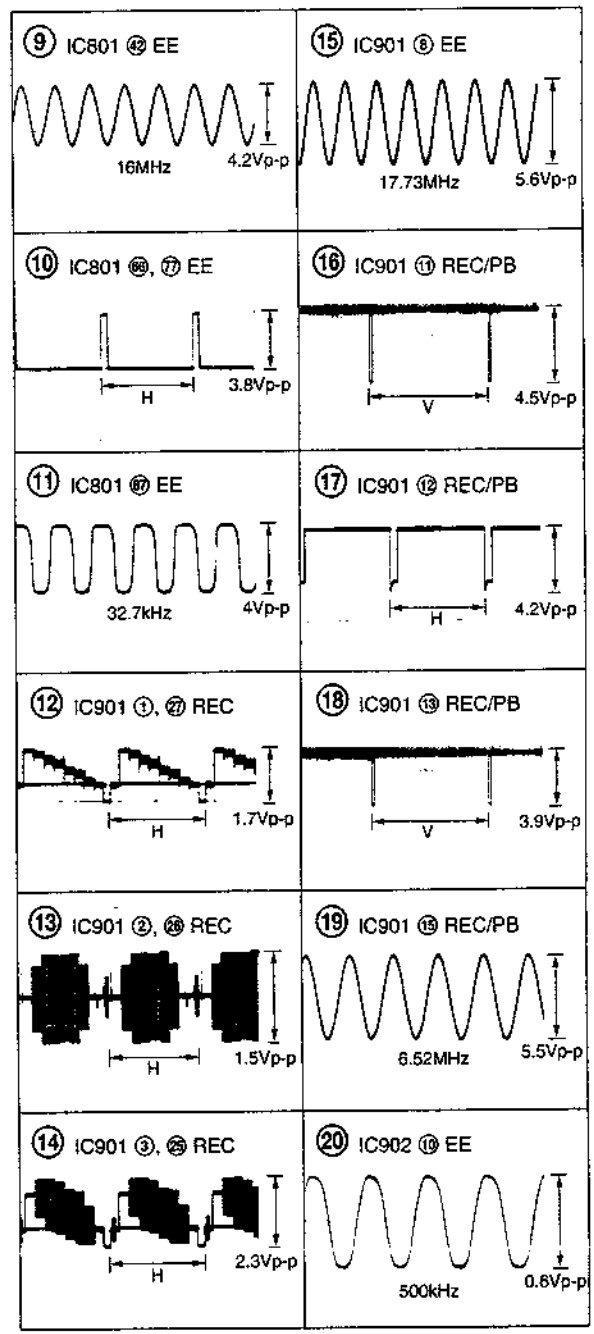 ⑨ IC801 ㊷ EE
16MHz
4.2Vp-p
⑩ IC801 66, 77 EE
H
3.8Vp-p
⑪ IC801 87 EE
32.7kHz
4Vp-p
⑫ IC901 ①, ㉗ REC
H
1.7Vp-p
⑬ IC901 ②, ㉖ REC
H
1.5Vp-p
⑭ IC901 ③, ㉕ REC
H
2.3Vp-p
⑮ IC901 ⑧ EE
17.73MHz
5.6Vp-p
⑯ IC901 ⑪ REC/PB
V
4.5Vp-p
⑰ IC901 ⑫ REC/PB
H
4.2Vp-p
⑱ IC901 ⑬ REC/PB
V
3.9Vp-p
⑲ IC901 ⑮ REC/PB
6.52MHz
5.5Vp-p
⑳ IC902 ⑩ EE
500kHz
0.6Vp-p